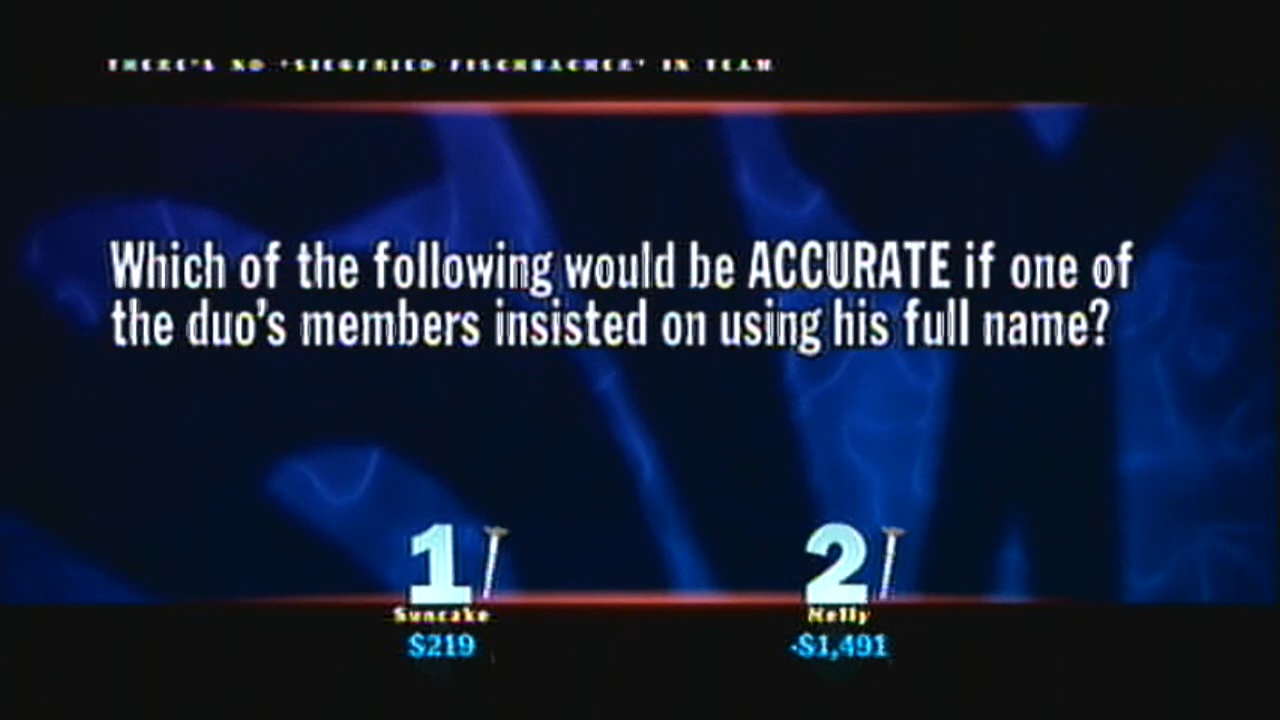 THERE'S NO "SIEGFRIED FISCHBACHER" IN TEAM
Which of the following would be ACCURATE if one of
the duo's members insisted on using his full name?
1 2
Suncake Nelly
$219 -$1,491